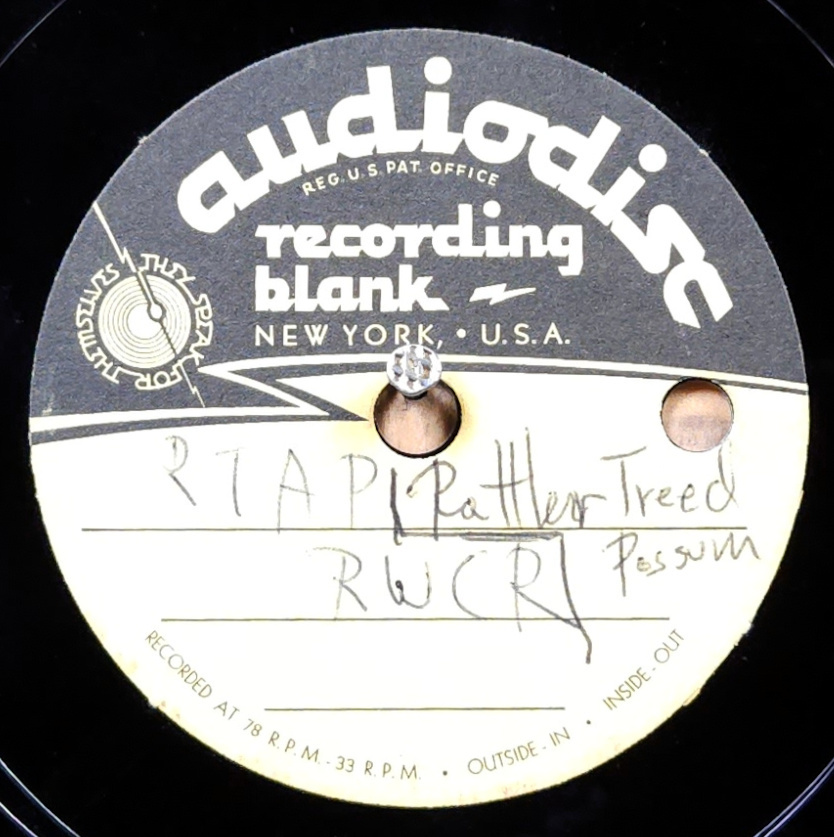 audiodisc
REG. U.S. PAT. OFFICE
recording
blank
NEW YORK, • U.S.A.
THEY SPEAK FOR THEMSELVES
R T A P Rattler Treed
RWCR Possum
RECORDED AT 78 R.P.M. - 33 R.P.M. • OUTSIDE - IN • INSIDE - OUT